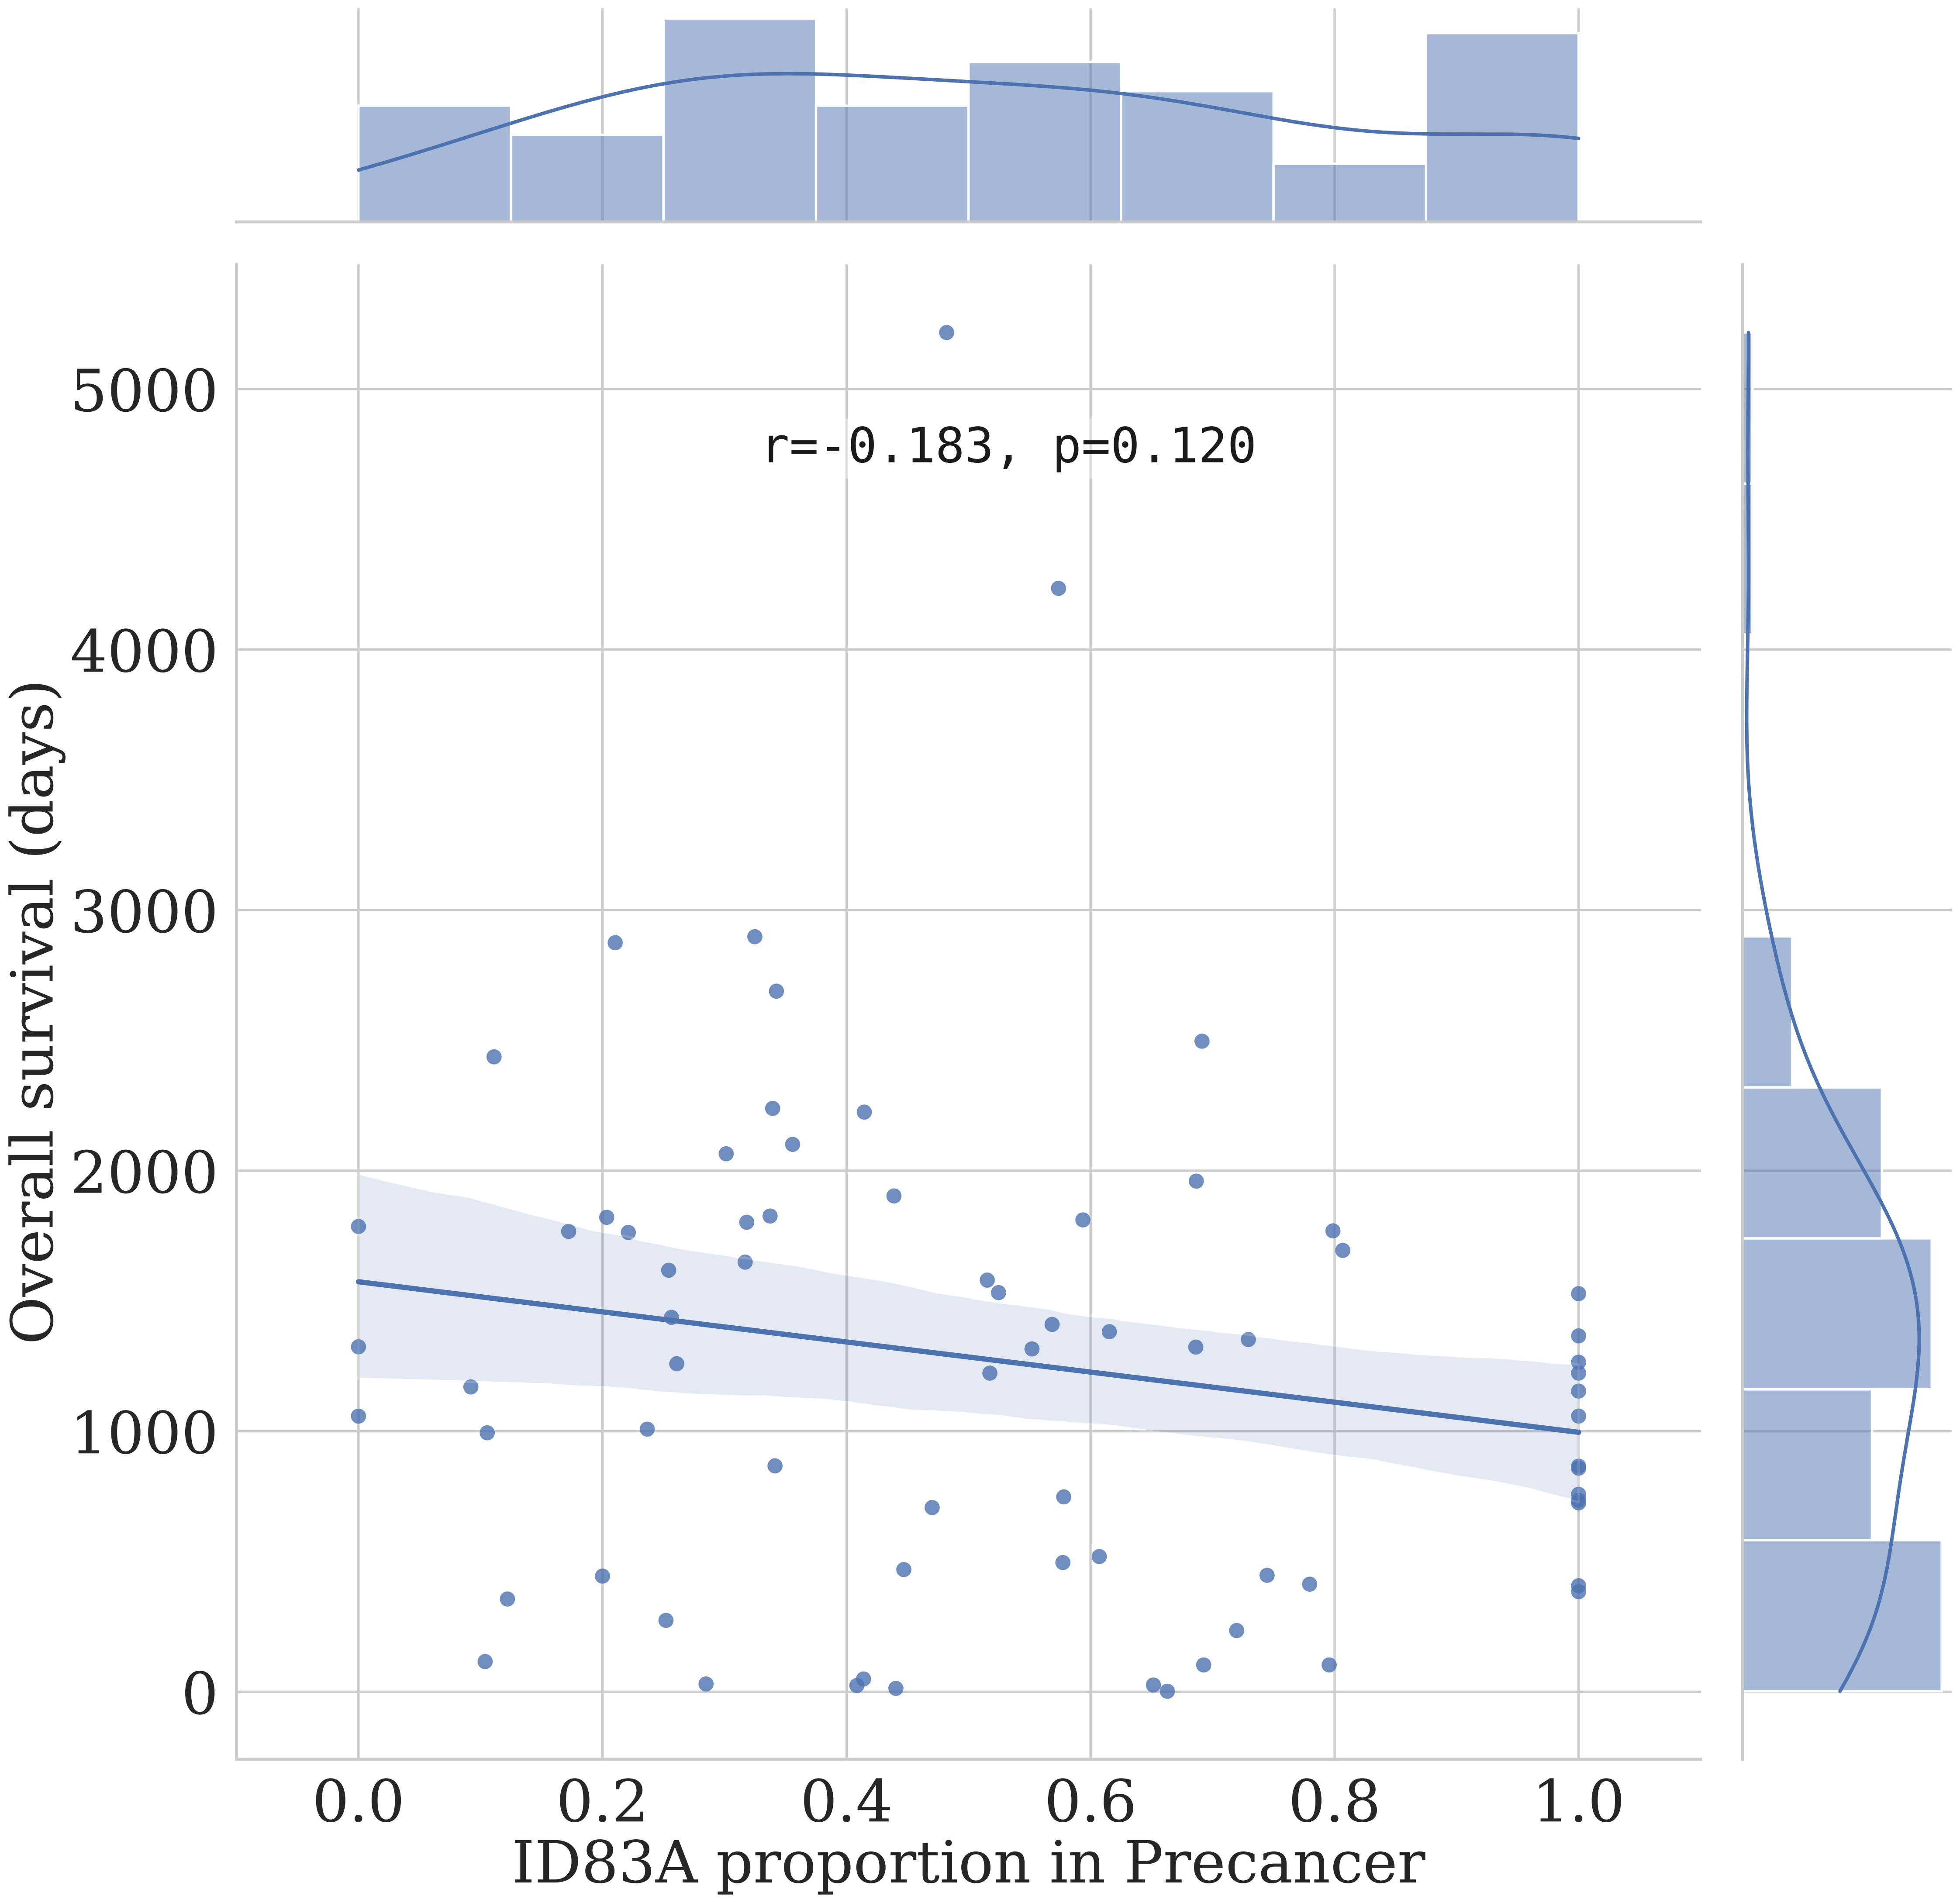 r=-0.183, p=0.120
Overall survival (days)
5000
4000
3000
2000
1000
0
0.0 0.2 0.4 0.6 0.8 1.0
ID83A proportion in Precancer